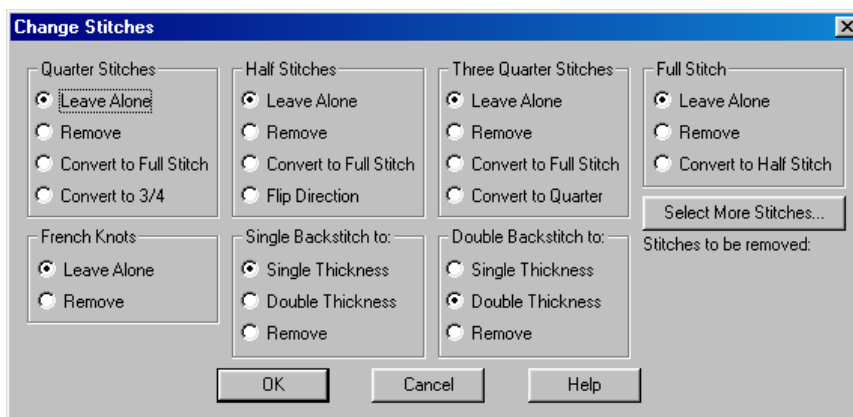 Change Stitches
Quarter Stitches
Leave Alone
Remove
Convert to Full Stitch
Convert to 3/4
Half Stitches
Leave Alone
Remove
Convert to Full Stitch
Flip Direction
Three Quarter Stitches
Leave Alone
Remove
Convert to Full Stitch
Convert to Quarter
Full Stitch
Leave Alone
Remove
Convert to Half Stitch
Select More Stitches...
Stitches to be removed:
French Knots
Leave Alone
Remove
Single Backstitch to:
Single Thickness
Double Thickness
Remove
Double Backstitch to:
Single Thickness
Double Thickness
Remove
OK
Cancel
Help